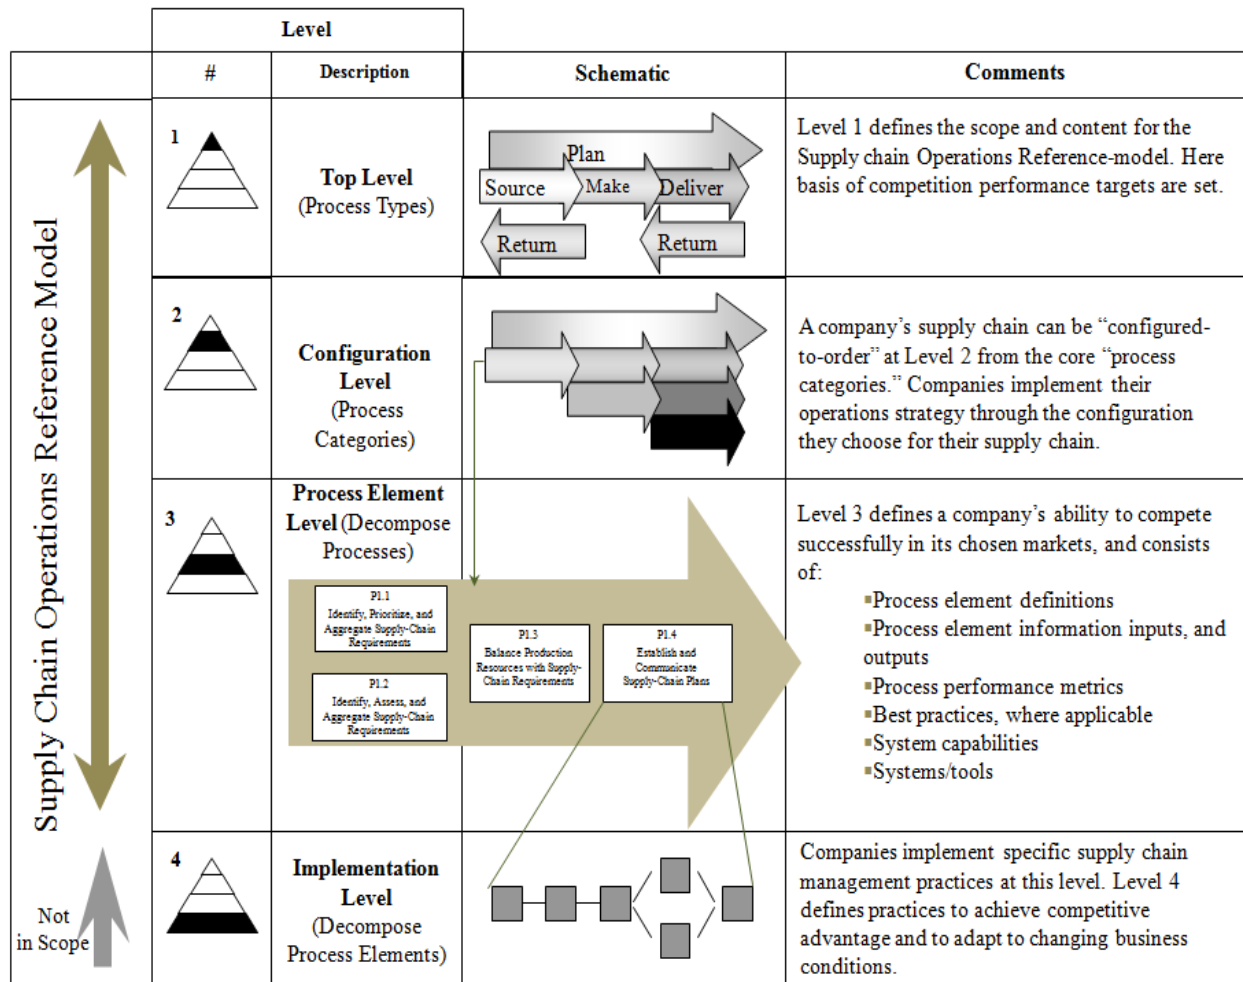 Level
#
Description
Schematic
Comments
Supply Chain Operations Reference Model
1
Top Level
(Process Types)
Plan
Source
Make
Deliver
Return
Return
Level 1 defines the scope and content for the
Supply chain Operations Reference-model. Here
basis of competition performance targets are set.
2
Configuration
Level
(Process
Categories)
A company’s supply chain can be “configured-
to-order” at Level 2 from the core “process
categories.” Companies implement their
operations strategy through the configuration
they choose for their supply chain.
3
Process Element
Level (Decompose
Processes)
P1.1
Identify, Prioritize, and
Aggregate Supply-Chain
Requirements
P1.2
Identify, Assess, and
Aggregate Supply-Chain
Requirements
P1.3
Balance Production
Resources with Supply-
Chain Requirements
P1.4
Establish and
Communicate
Supply-Chain Plans
Level 3 defines a company’s ability to compete
successfully in its chosen markets, and consists
of:
▪Process element definitions
▪Process element information inputs, and
outputs
▪Process performance metrics
▪Best practices, where applicable
▪System capabilities
▪Systems/tools
Not
in Scope
4
Implementation
Level
(Decompose
Process Elements)
Companies implement specific supply chain
management practices at this level. Level 4
defines practices to achieve competitive
advantage and to adapt to changing business
conditions.